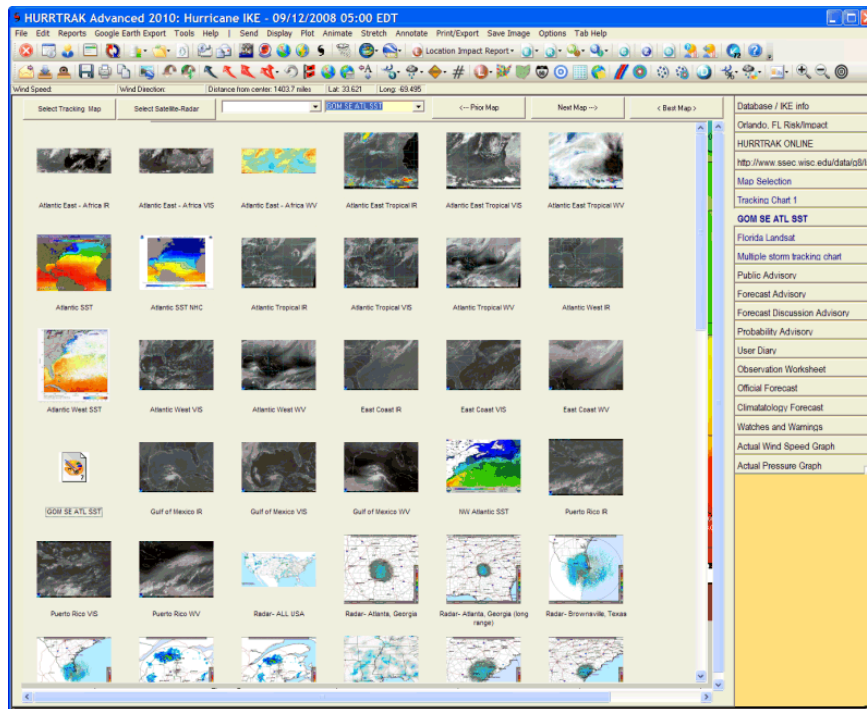 HURRTRAK Advanced 2010: Hurricane IKE - 09/12/2008 05:00 EDT
File Edit Reports Google Earth Export Tools Help | Send Display Plot Animate Stretch Annotate Print/Export Save Image Options Tab Help
Location Impact Report
Wind Speed: Wind Direction: Distance from center: 1403.7 miles Lat: 33.621 Long: -69.495
Select Tracking Map Select Satellite-Radar GOM SE ATL SST <-- Prior Map Next Map --> < Best Map >
Atlantic East - Africa IR Atlantic East - Africa VIS Atlantic East - Africa WV Atlantic East Tropical IR Atlantic East Tropical VIS Atlantic East Tropical WV
Atlantic SST Atlantic SST NHC Atlantic Tropical IR Atlantic Tropical VIS Atlantic Tropical WV Atlantic West IR
Atlantic West SST Atlantic West VIS Atlantic West WV East Coast IR East Coast VIS East Coast WV
GOM SE ATL SST Gulf of Mexico IR Gulf of Mexico VIS Gulf of Mexico WV NW Atlantic SST Puerto Rico IR
Puerto Rico VIS Puerto Rico WV Radar- ALL USA Radar- Atlanta, Georgia Radar- Atlanta, Georgia (long range) Radar- Brownsville, Texas
Database / IKE info
Orlando, FL Risk/Impact
HURRTRAK ONLINE
http://www.ssec.wisc.edu/data/g8/
Map Selection
Tracking Chart 1
GOM SE ATL SST
Florida Landsat
Multiple storm tracking chart
Public Advisory
Forecast Advisory
Forecast Discussion Advisory
Probability Advisory
User Diary
Observation Worksheet
Official Forecast
Climatatology Forecast
Watches and Warnings
Actual Wind Speed Graph
Actual Pressure Graph